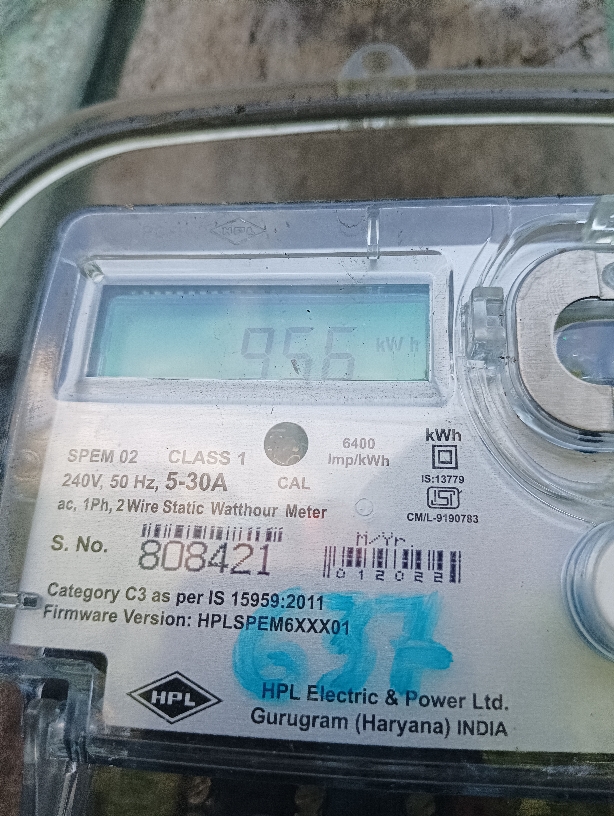 HPL
956 kWh
SPEM 02 CLASS 1
240V, 50 Hz, 5-30A
ac, 1Ph, 2 Wire Static Watthour Meter
CAL
6400
Imp/kWh
kWh
IS:13779
ISI
CM/L-9190783
S. No.
808421
M/Yr.
012022
Category C3 as per IS 15959:2011
Firmware Version: HPLSPEM6XXX01
637
HPL
HPL Electric & Power Ltd.
Gurugram (Haryana) INDIA